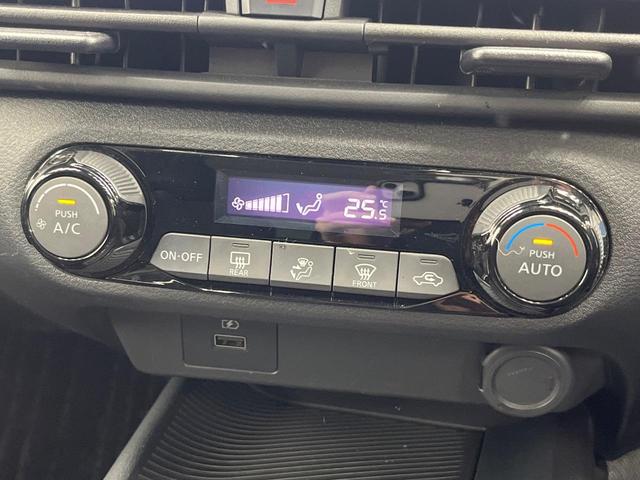 25.5
°C
PUSH
A/C
PUSH
AUTO
ON·OFF
REAR
FRONT